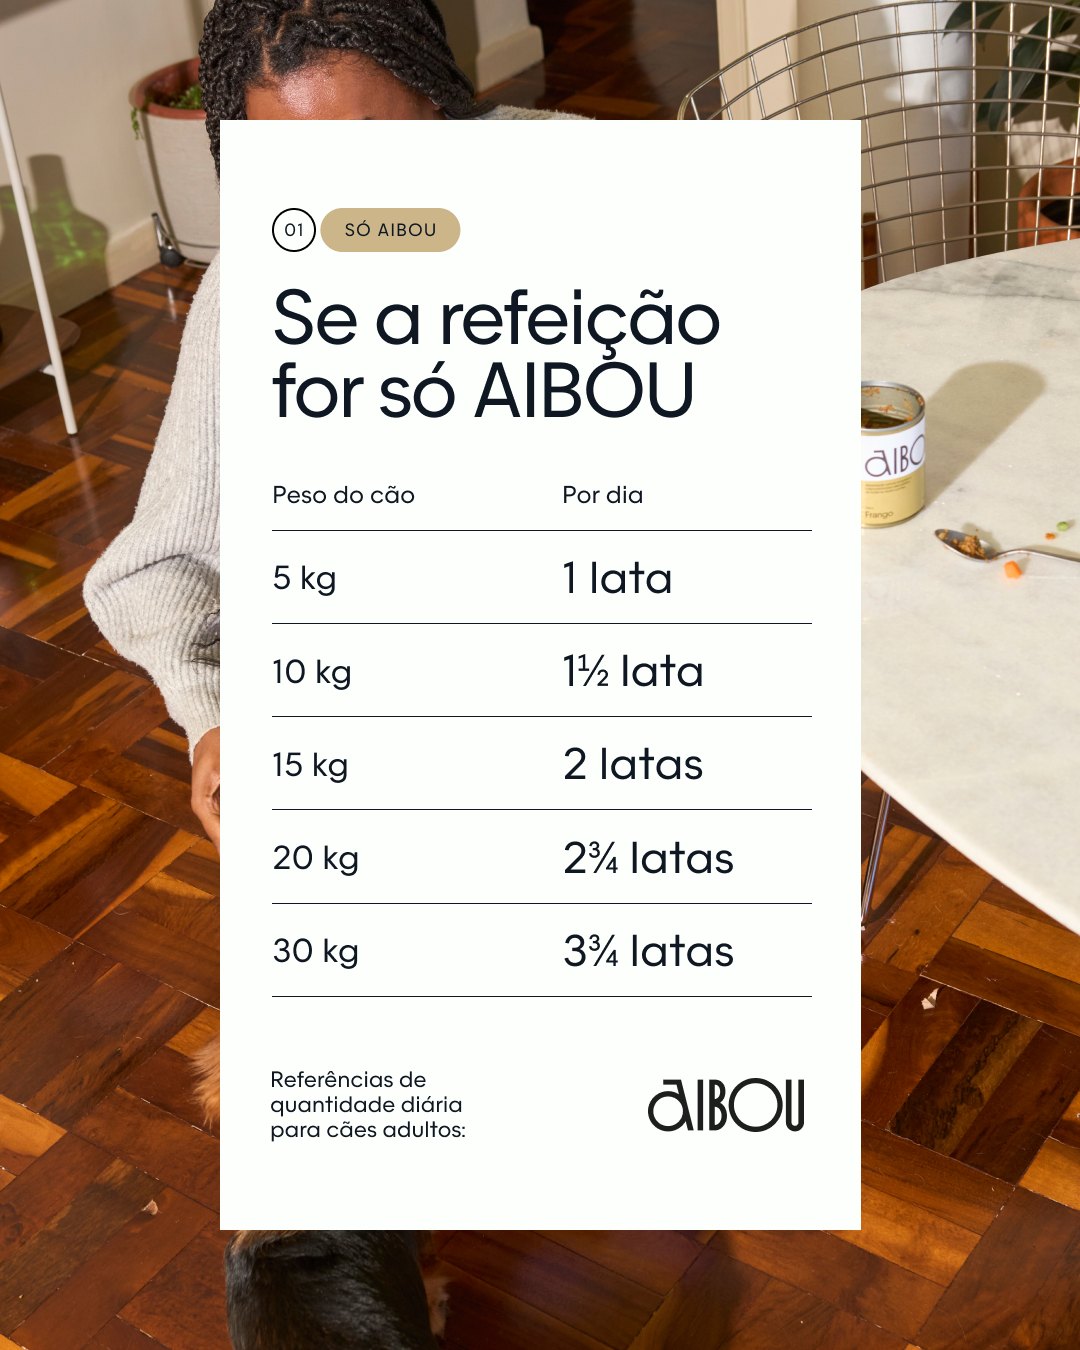 01 SÓ AIBOU
Se a refeição
for só AIBOU
Peso do cão Por dia
5 kg 1 lata
10 kg 1½ lata
15 kg 2 latas
20 kg 2¾ latas
30 kg 3¾ latas
Referências de
quantidade diária
para cães adultos:
AIBOU
AIBO
Frango